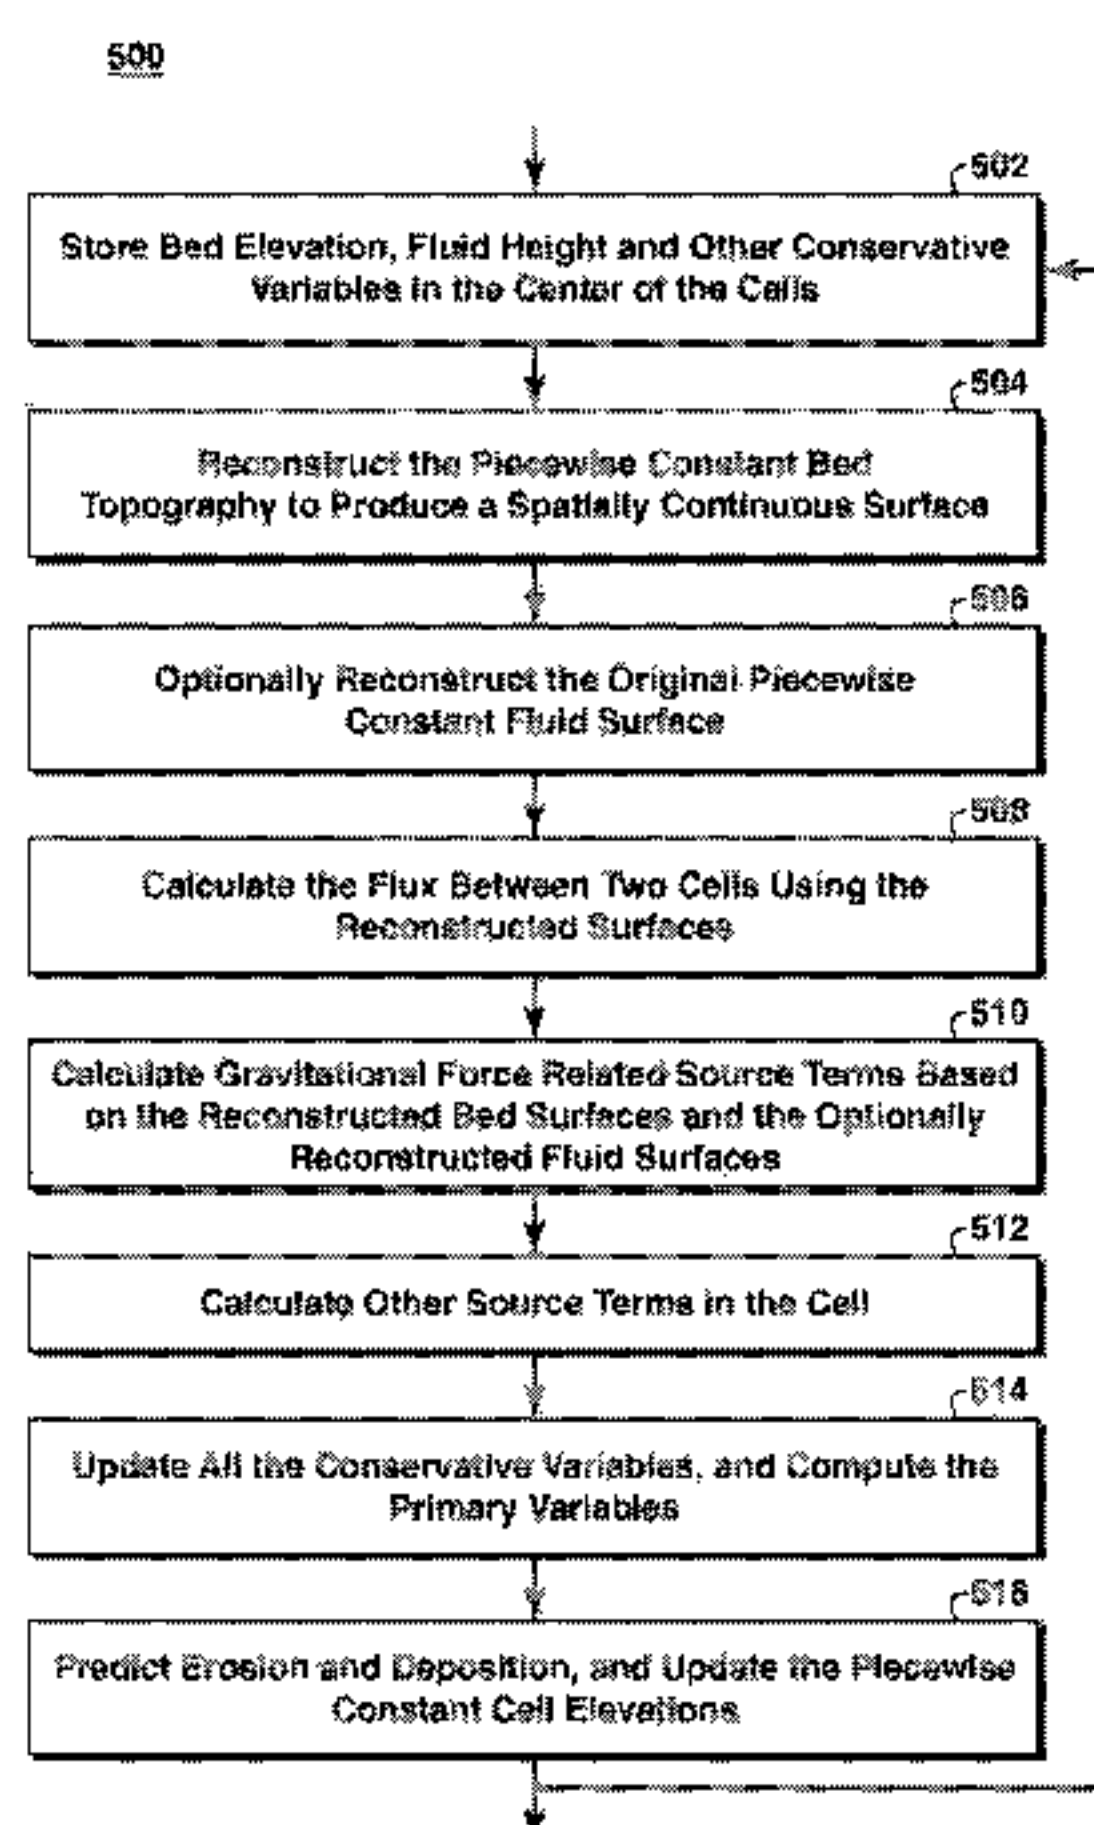 500
502
Store Bed Elevation, Fluid Height and Other Conservative
Variables in the Center of the Cells
504
Reconstruct the Piecewise Constant Bed
Topography to Produce a Spatially Continuous Surface
506
Optionally Reconstruct the Original Piecewise
Constant Fluid Surface
508
Calculate the Flux Between Two Cells Using the
Reconstructed Surfaces
510
Calculate Gravitational Force Related Source Terms Based
on the Reconstructed Bed Surfaces and the Optionally
Reconstructed Fluid Surfaces
512
Calculate Other Source Terms in the Cell
514
Update All the Conservative Variables, and Compute the
Primary Variables
516
Predict Erosion and Deposition, and Update the Piecewise
Constant Cell Elevations